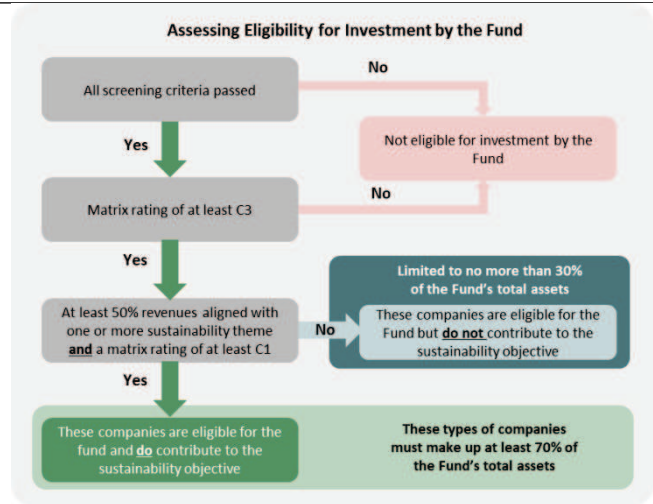 Assessing Eligibility for Investment by the Fund
No
All screening criteria passed
Yes
Not eligible for investment by the
Fund
Matrix rating of at least C3
No
Yes
Limited to no more than 30%
of the Fund's total assets
At least 50% revenues aligned with
one or more sustainability theme
and a matrix rating of at least C1
No
These companies are eligible for the
Fund but do not contribute to the
sustainability objective
Yes
These companies are eligible for the
fund and do contribute to the
sustainability objective
These types of companies
must make up at least 70% of
the Fund's total assets